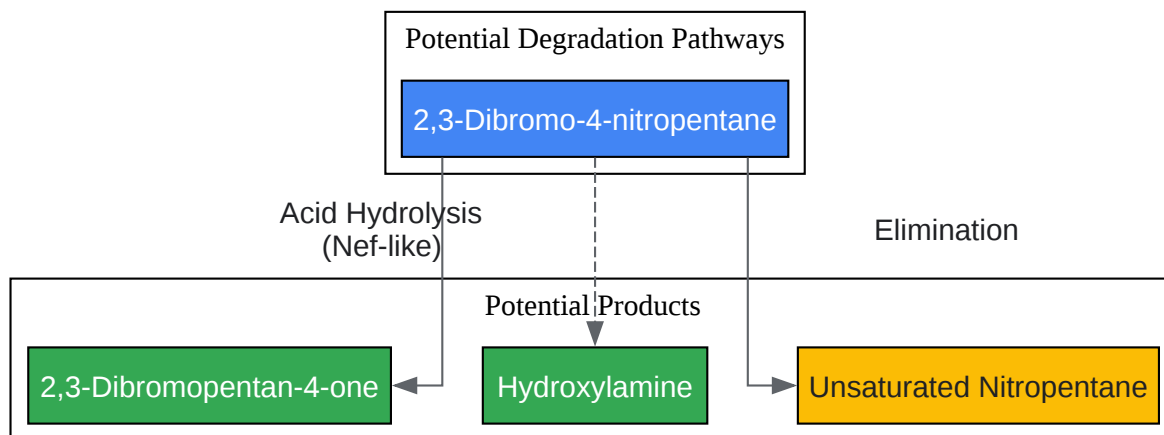 Potential Degradation Pathways
2,3-Dibromo-4-nitropentane
Acid Hydrolysis
(Nef-like)
Elimination
Potential Products
2,3-Dibromopentan-4-one
Hydroxylamine
Unsaturated Nitropentane